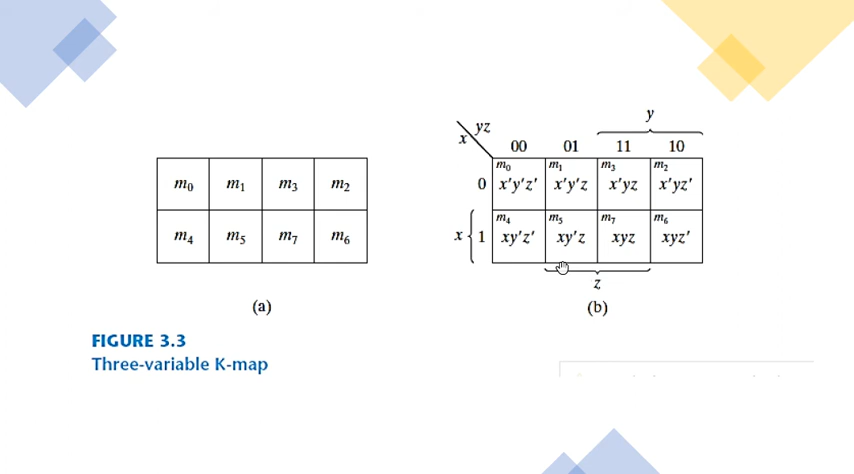 m0 m1 m3 m2
m4 m5 m7 m6
(a)
y
yz
x
00 01 11 10
m0 m1 m3 m2
0 x'y'z' x'y'z x'yz x'yz'
m4 m5 m7 m6
x 1 xy'z' xy'z xyz xyz'
z
(b)
FIGURE 3.3
Three-variable K-map